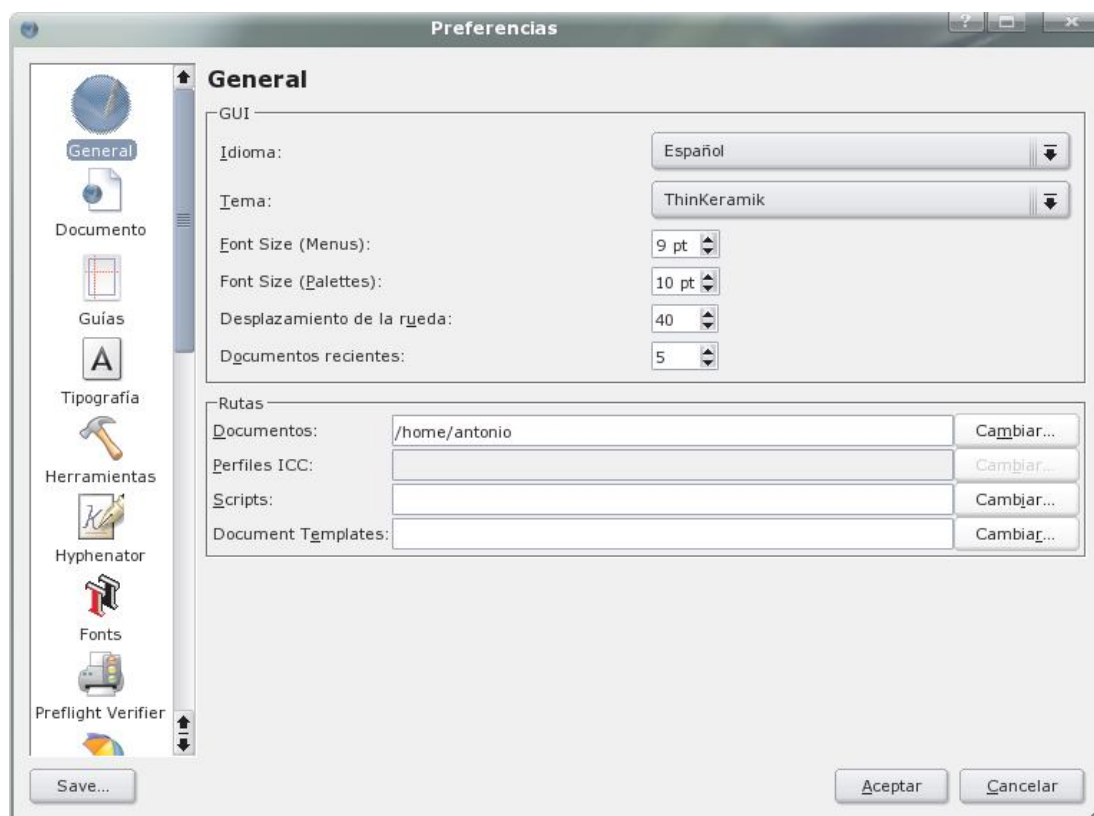 Preferencias
General
Documento
Guías
Tipografía
Herramientas
Hyphenator
Fonts
Preflight Verifier
General
GUI
Idioma: Español
Tema: ThinKeramik
Font Size (Menus): 9 pt
Font Size (Palettes): 10 pt
Desplazamiento de la rueda: 40
Documentos recientes: 5
Rutas
Documentos: /home/antonio Cambiar...
Perfiles ICC: Cambiar...
Scripts: Cambiar...
Document Templates: Cambiar...
Save... Aceptar Cancelar